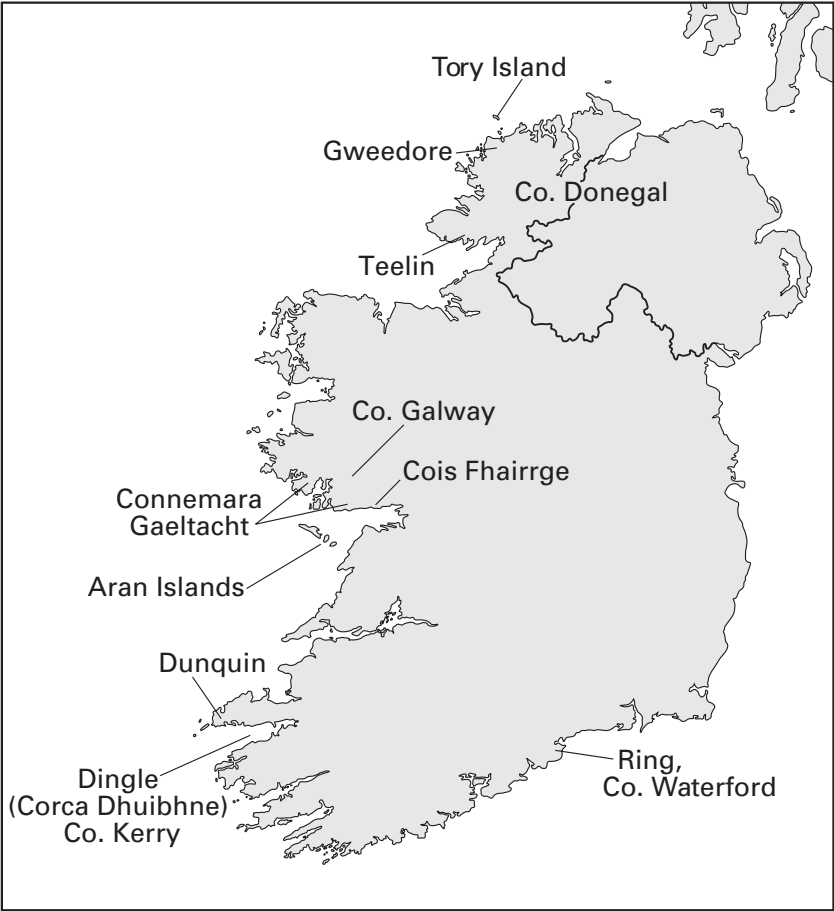 Tory Island
Gweedore
Co. Donegal
Teelin
Co. Galway
Cois Fhairrge
Connemara
Gaeltacht
Aran Islands
Dunquin
Dingle
(Corca Dhuibhne)
Co. Kerry
Ring,
Co. Waterford